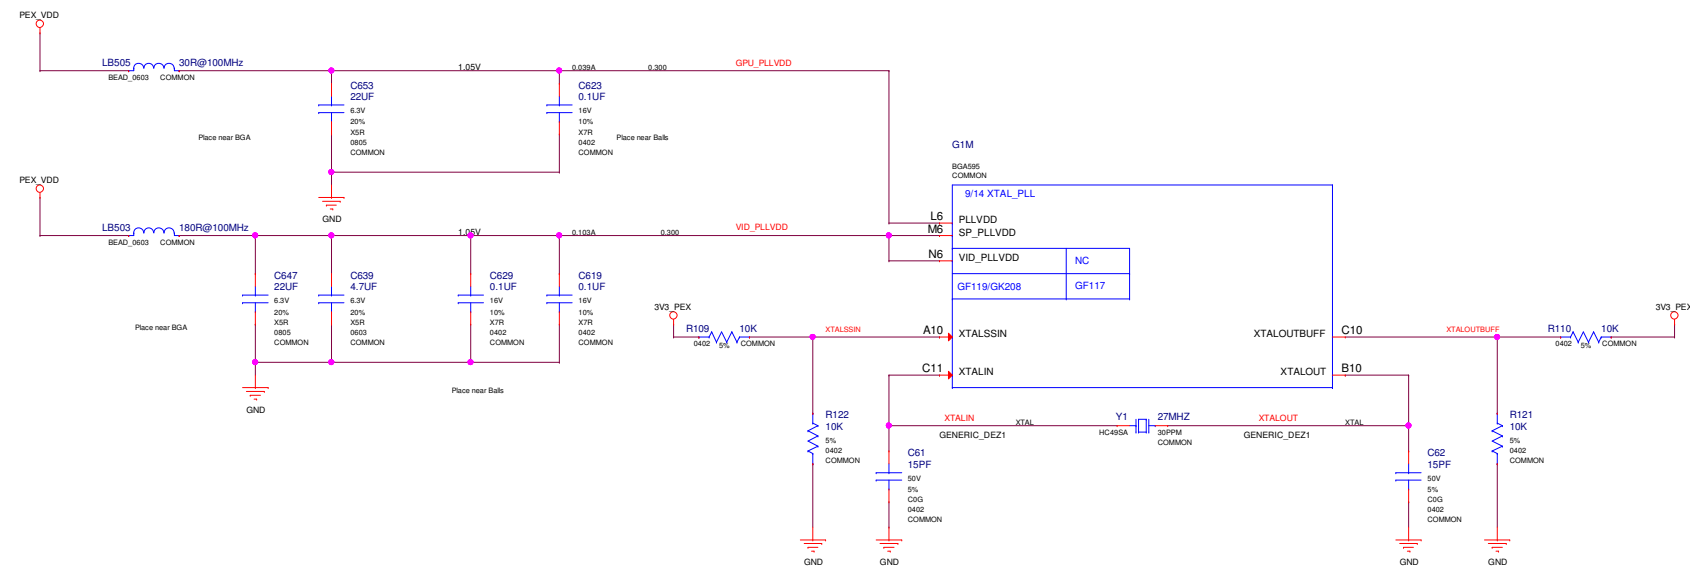 PEX_VDD
LB505 30R@100MHz
BEAD_0603 COMMON
1.05V 0.039A 0.300 GPU_PLLVDD
C653
22UF
6.3V
20%
X5R
0805
COMMON
Place near BGA
C623
0.1UF
16V
10%
X7R
0402
COMMON
Place near Balls
GND
PEX_VDD
LB503 180R@100MHz
BEAD_0603 COMMON
1.05V 0.103A 0.300 VID_PLLVDD
C647
22UF
6.3V
20%
X5R
0805
COMMON
Place near BGA
C639
4.7UF
6.3V
20%
X5R
0603
COMMON
C629
0.1UF
16V
10%
X7R
0402
COMMON
C619
0.1UF
16V
10%
X7R
0402
COMMON
Place near Balls
GND
G1M
BGA595
COMMON
9/14 XTAL_PLL
L6 PLLVDD
M6 SP_PLLVDD
N6 VID_PLLVDD NC
GF119/GK208 GF117
3V3_PEX
R109 10K
0402 5% COMMON
XTALSSIN A10 XTALSSIN
C11 XTALIN
XTALOUTBUFF C10 XTALOUTBUFF
XTALOUT B10
R110 10K
0402 5% COMMON
3V3_PEX
R122
10K
5%
0402
COMMON
GND
XTALIN XTAL
GENERIC_DEZ1
Y1 27MHZ
HC49SA 30PPM
COMMON
XTALOUT XTAL
GENERIC_DEZ1
C61
15PF
50V
5%
C0G
0402
COMMON
GND
C62
15PF
50V
5%
C0G
0402
COMMON
GND
R121
10K
5%
0402
COMMON
GND